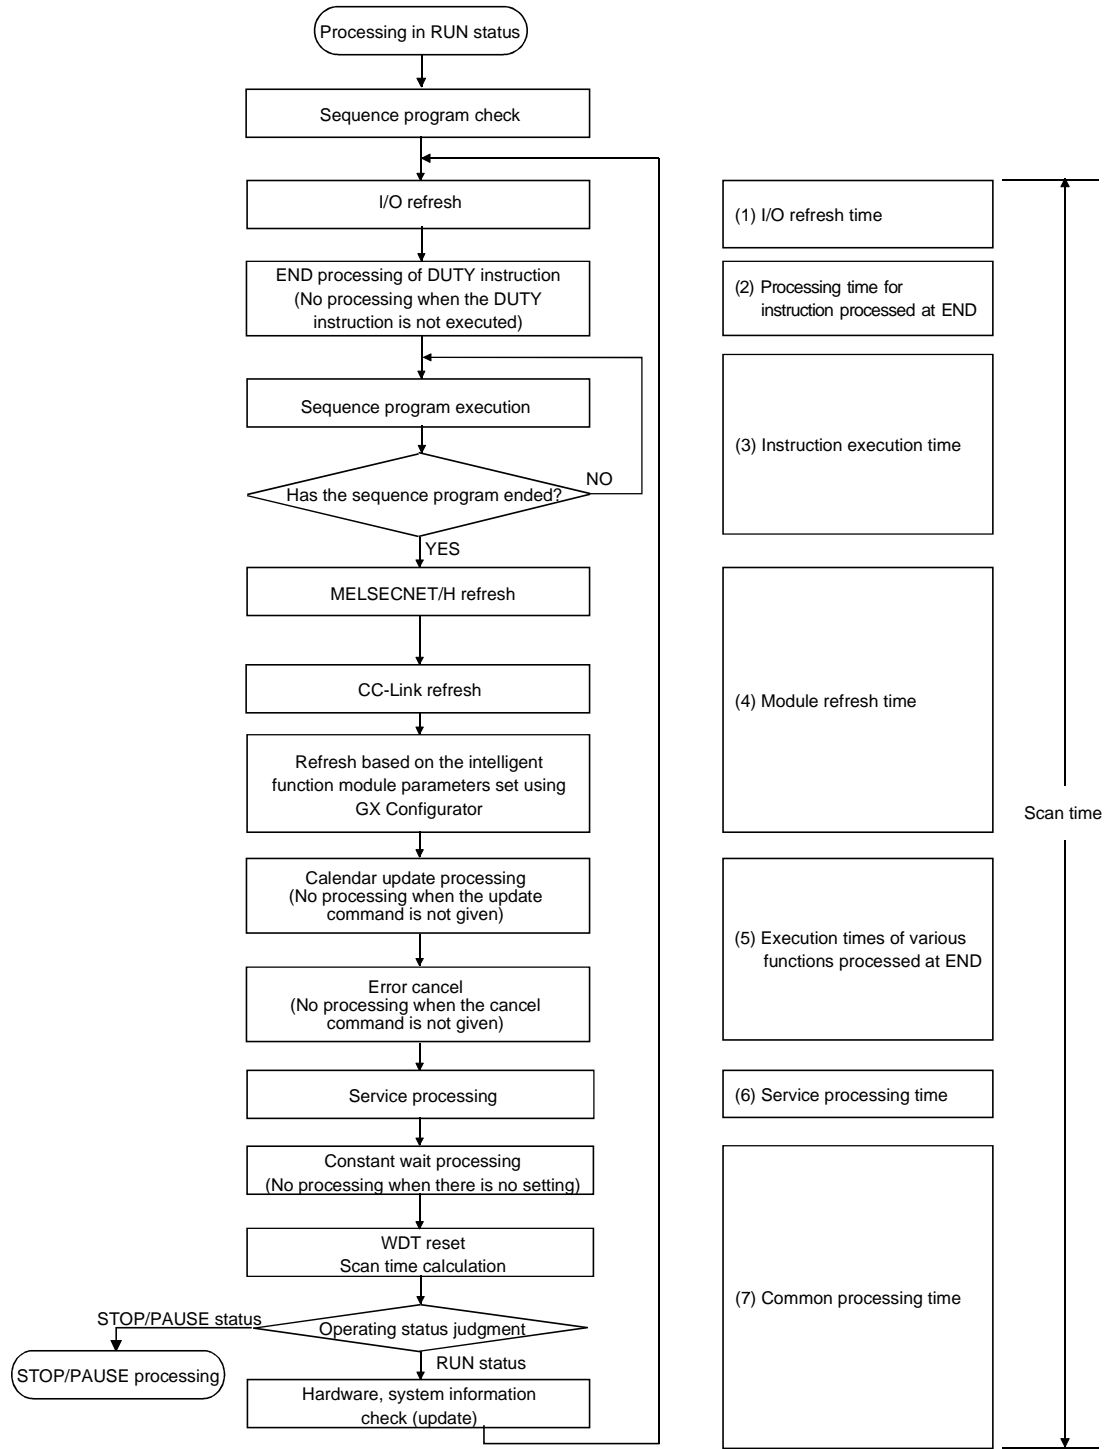 Processing in RUN status
Sequence program check
I/O refresh
(1) I/O refresh time
END processing of DUTY instruction
(No processing when the DUTY
instruction is not executed)
(2) Processing time for
instruction processed at END
Sequence program execution
(3) Instruction execution time
Has the sequence program ended?
NO
YES
MELSECNET/H refresh
CC-Link refresh
(4) Module refresh time
Refresh based on the intelligent
function module parameters set using
GX Configurator
Scan time
Calendar update processing
(No processing when the update
command is not given)
(5) Execution times of various
functions processed at END
Error cancel
(No processing when the cancel
command is not given)
Service processing
(6) Service processing time
Constant wait processing
(No processing when there is no setting)
WDT reset
Scan time calculation
(7) Common processing time
STOP/PAUSE status
Operating status judgment
RUN status
STOP/PAUSE processing
Hardware, system information
check (update)